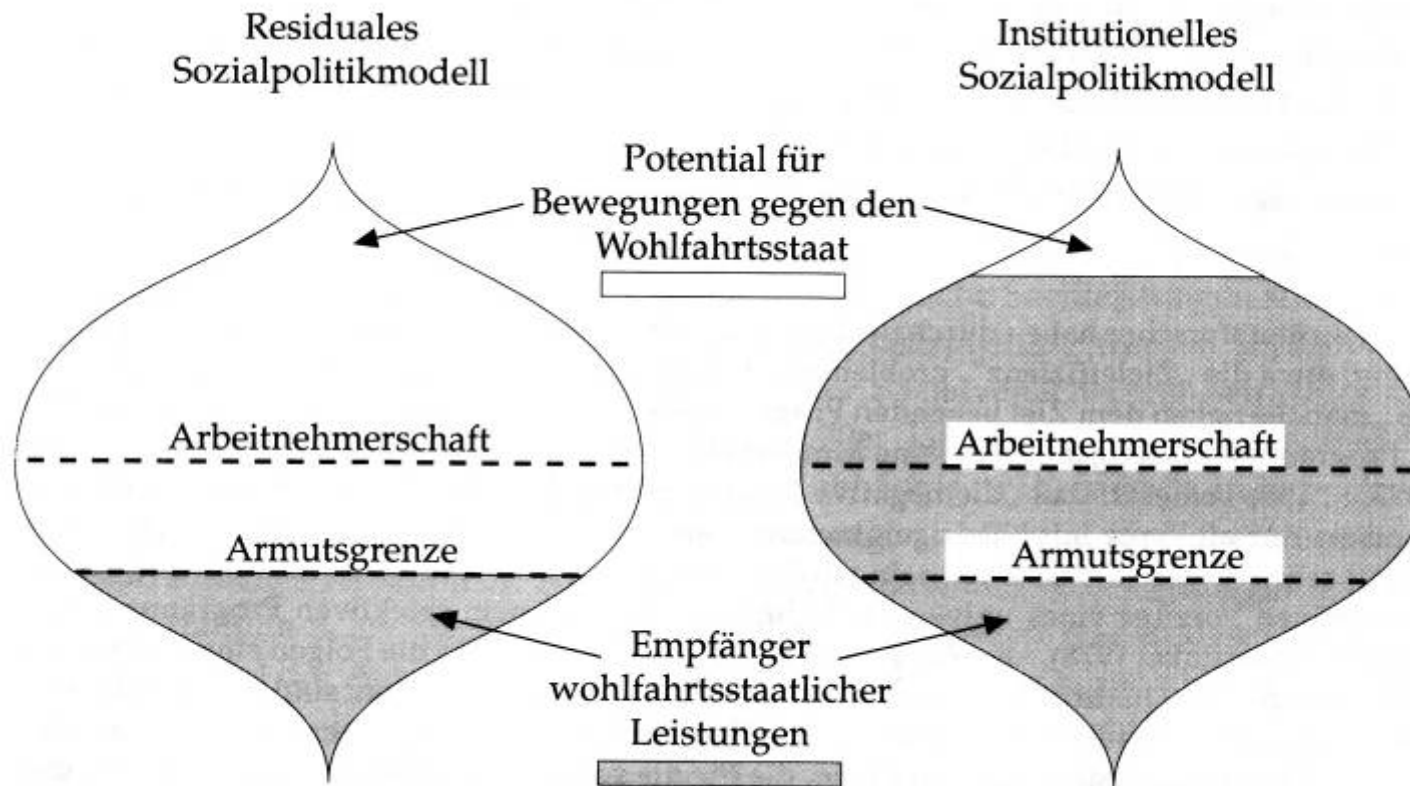 Residuales
Sozialpolitikmodell
Institutionelles
Sozialpolitikmodell
Potential für
Bewegungen gegen den
Wohlfahrtsstaat
Arbeitnehmerschaft
Armutsgrenze
Arbeitnehmerschaft
Armutsgrenze
Empfänger
wohlfahrtsstaatlicher
Leistungen